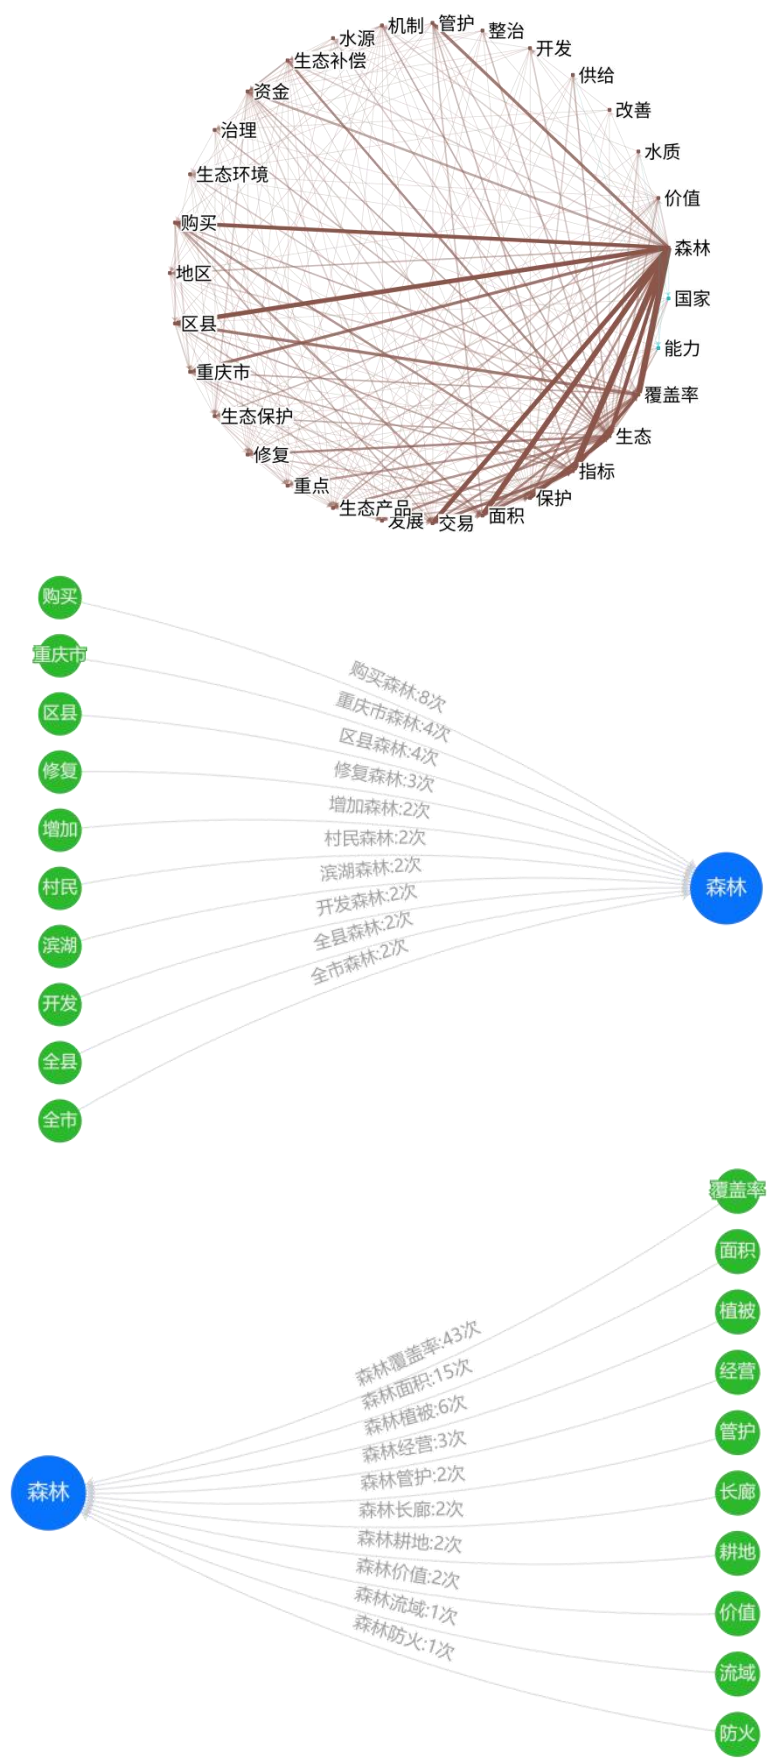 机制
管护
整治
水源
开发
生态补偿
供给
资金
改善
治理
水质
生态环境
价值
购买
森林
地区
国家
区县
能力
重庆市
覆盖率
生态保护
生态
修复
指标
重点
保护
生态产品
面积
发展
交易
购买
重庆市
区县
修复
增加
村民
滨湖
开发
全县
全市
购买森林:8次
重庆市森林:4次
区县森林:4次
修复森林:3次
增加森林:2次
村民森林:2次
滨湖森林:2次
开发森林:2次
全县森林:2次
全市森林:2次
森林
森林
森林覆盖率:43次
森林面积:15次
森林植被:6次
森林经营:3次
森林管护:2次
森林长廊:2次
森林耕地:2次
森林价值:2次
森林流域:1次
森林防火:1次
覆盖率
面积
植被
经营
管护
长廊
耕地
价值
流域
防火